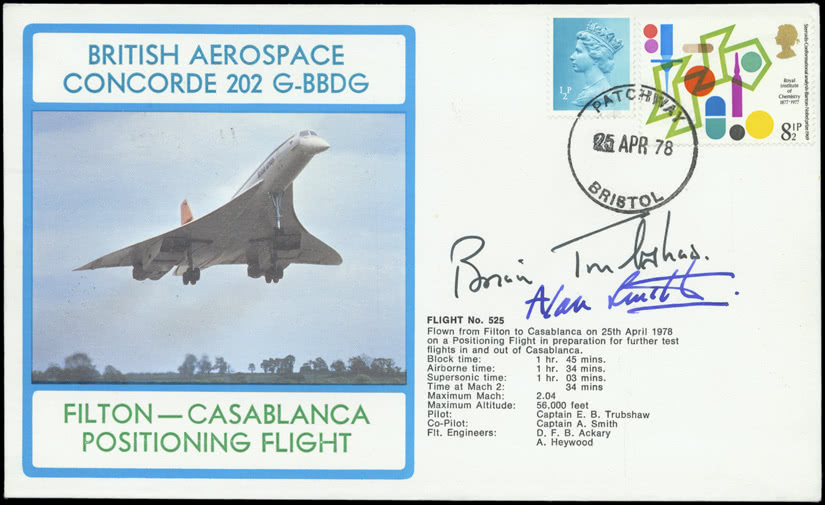 BRITISH AEROSPACE
CONCORDE 202 G-BBDG
FILTON—CASABLANCA
POSITIONING FLIGHT
½P
Royal
Institute
of
Chemistry
1877-1977
8½P
PATCHWAY
25 APR 78
BRISTOL
Brian Trubshaw.
Alan Smith.
FLIGHT No. 525
Flown from Filton to Casablanca on 25th April 1978
on a Positioning Flight in preparation for further test
flights in and out of Casablanca.
Block time: 1 hr. 45 mins.
Airborne time: 1 hr. 34 mins.
Supersonic time: 1 hr. 03 mins.
Time at Mach 2: 34 mins
Maximum Mach: 2.04
Maximum Altitude: 56,000 feet
Pilot: Captain E. B. Trubshaw
Co-Pilot: Captain A. Smith
Flt. Engineers: D. F. B. Ackary
A. Heywood